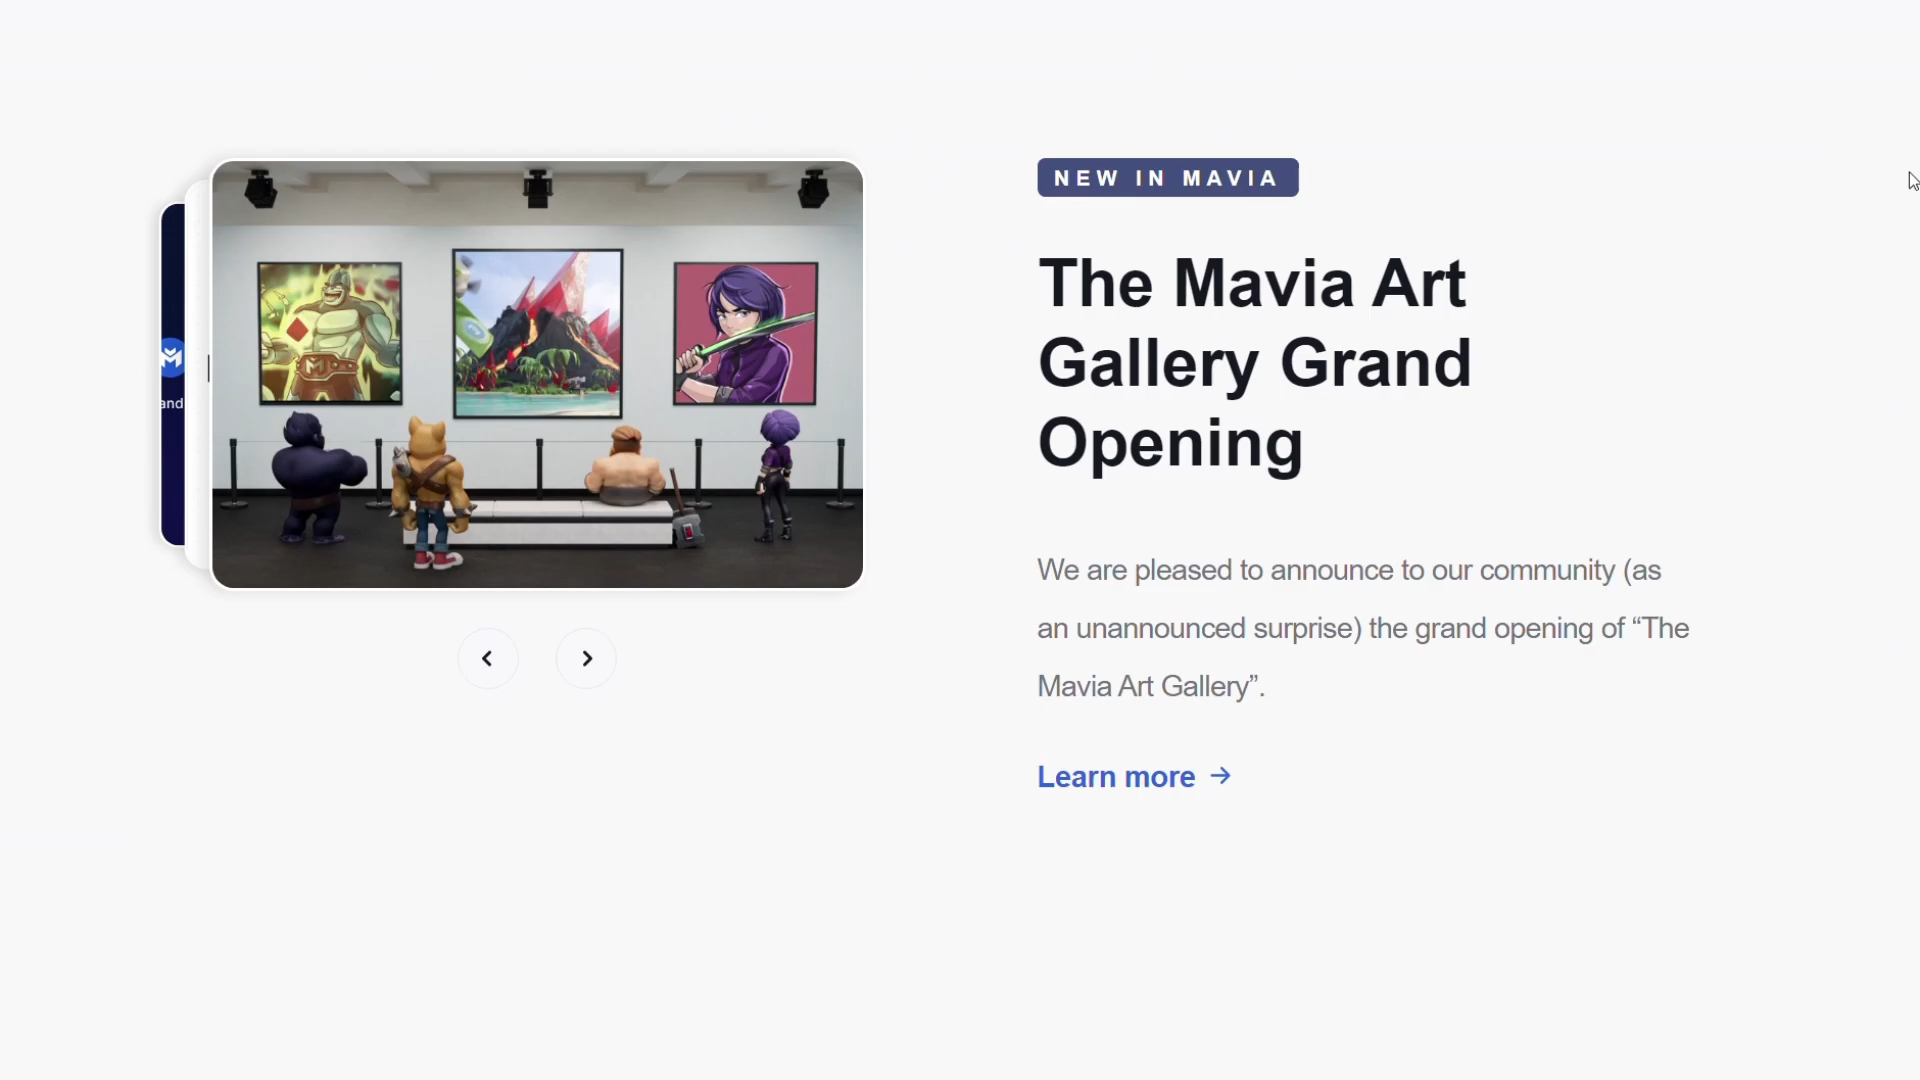 and
NEW IN MAVIA
The Mavia Art
Gallery Grand
Opening
We are pleased to announce to our community (as
an unannounced surprise) the grand opening of “The
Mavia Art Gallery”.
Learn more